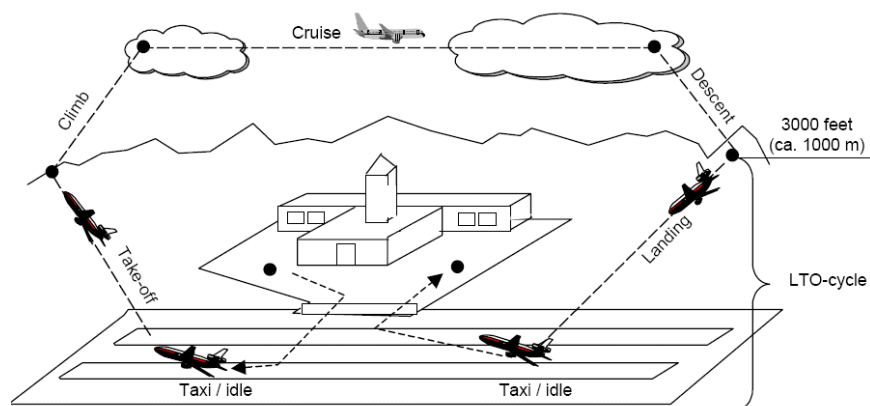 Cruise
Climb
Descent
3000 feet
(ca. 1000 m)
Take-off
Landing
LTO-cycle
Taxi / idle
Taxi / idle